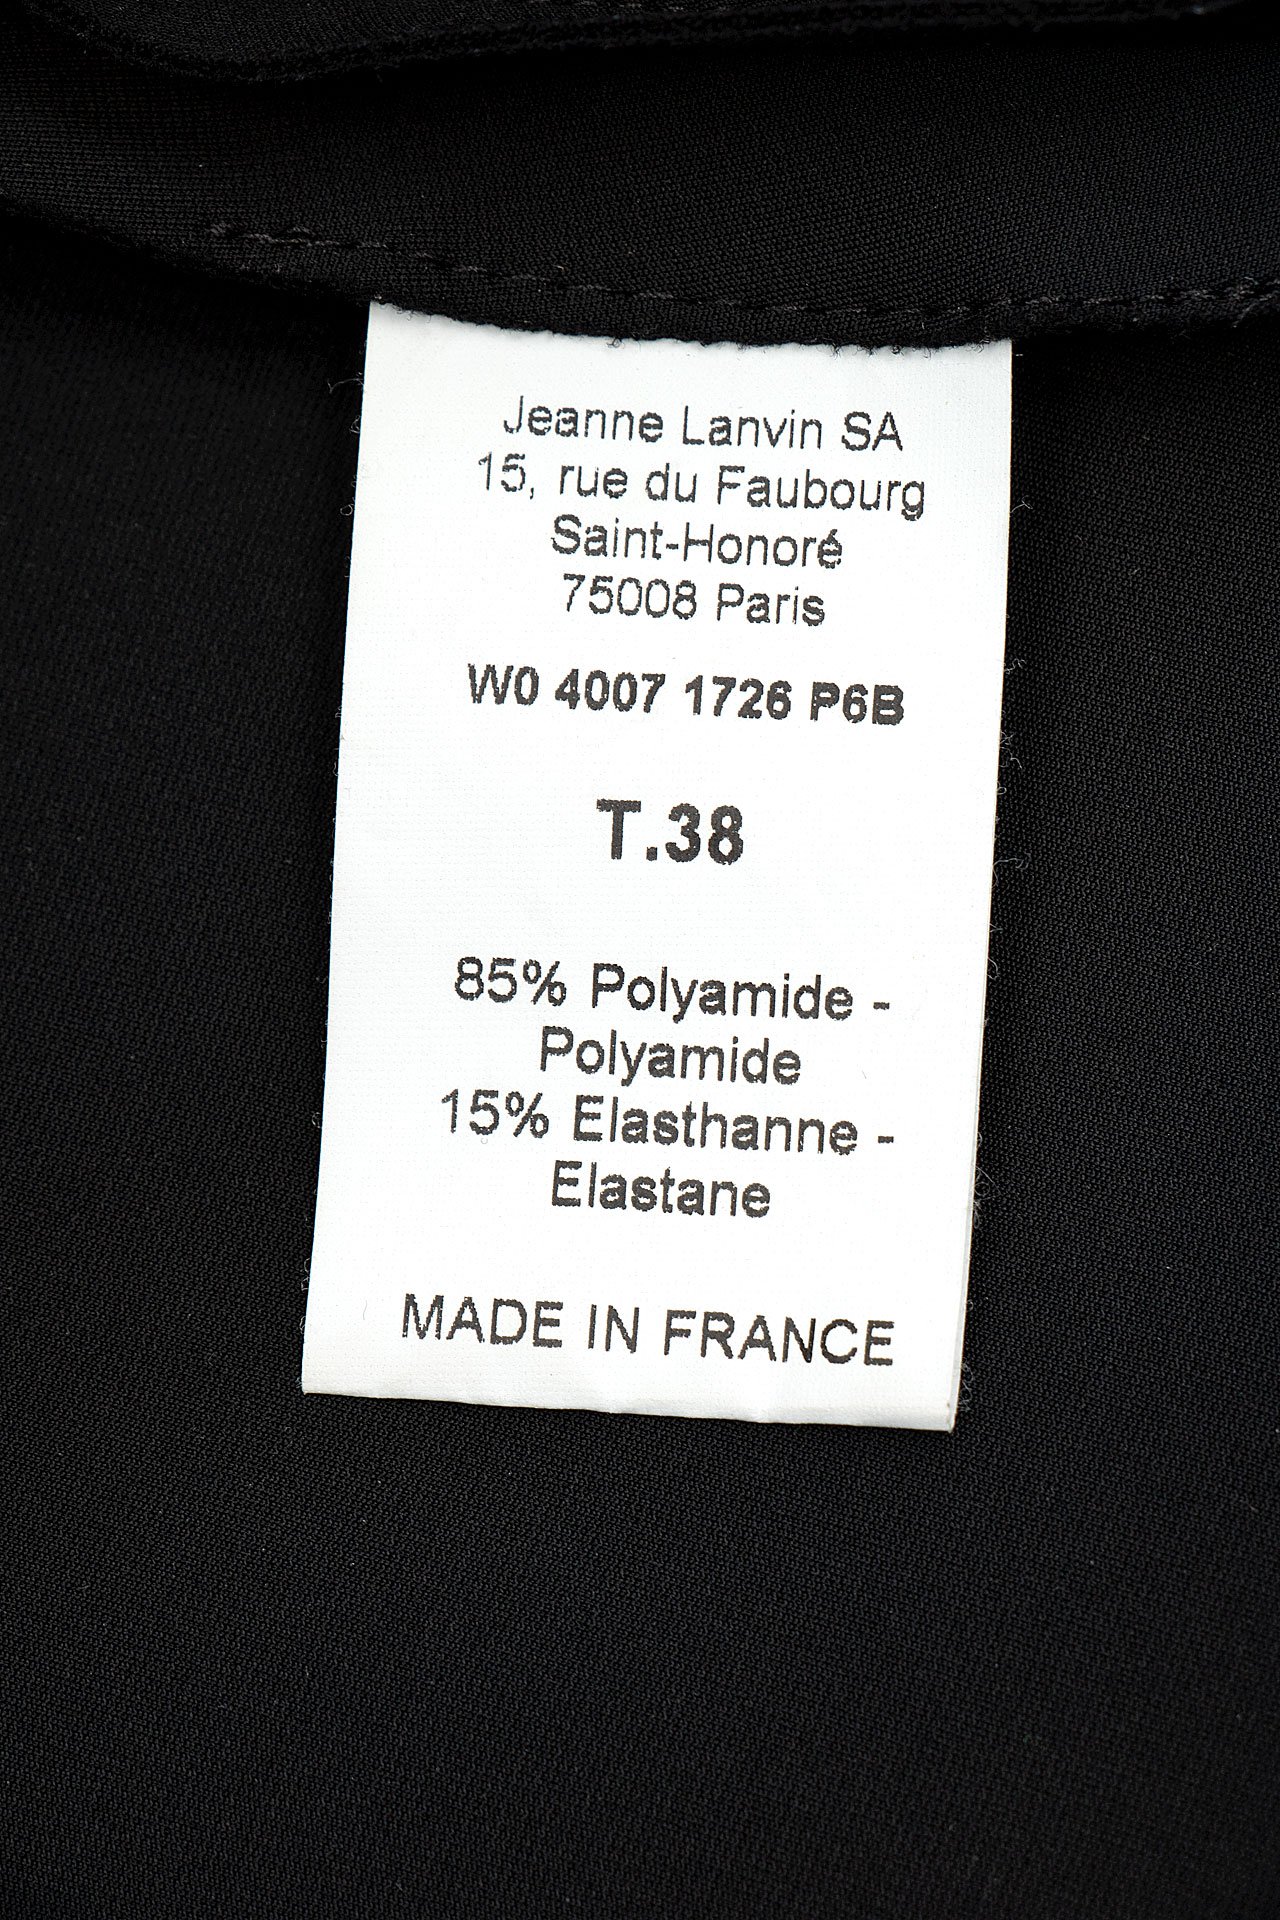 Jeanne Lanvin SA
15, rue du Faubourg
Saint-Honoré
75008 Paris
W0 4007 1726 P6B
T.38
85% Polyamide -
Polyamide
15% Elasthanne -
Elastane
MADE IN FRANCE